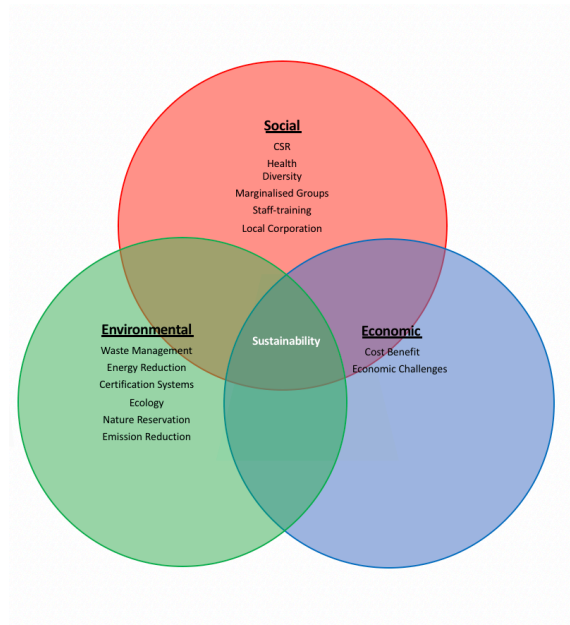 Social
CSR
Health
Diversity
Marginalised Groups
Staff-training
Local Corporation
Environmental
Waste Management
Energy Reduction
Certification Systems
Ecology
Nature Reservation
Emission Reduction
Sustainability
Economic
Cost Benefit
Economic Challenges